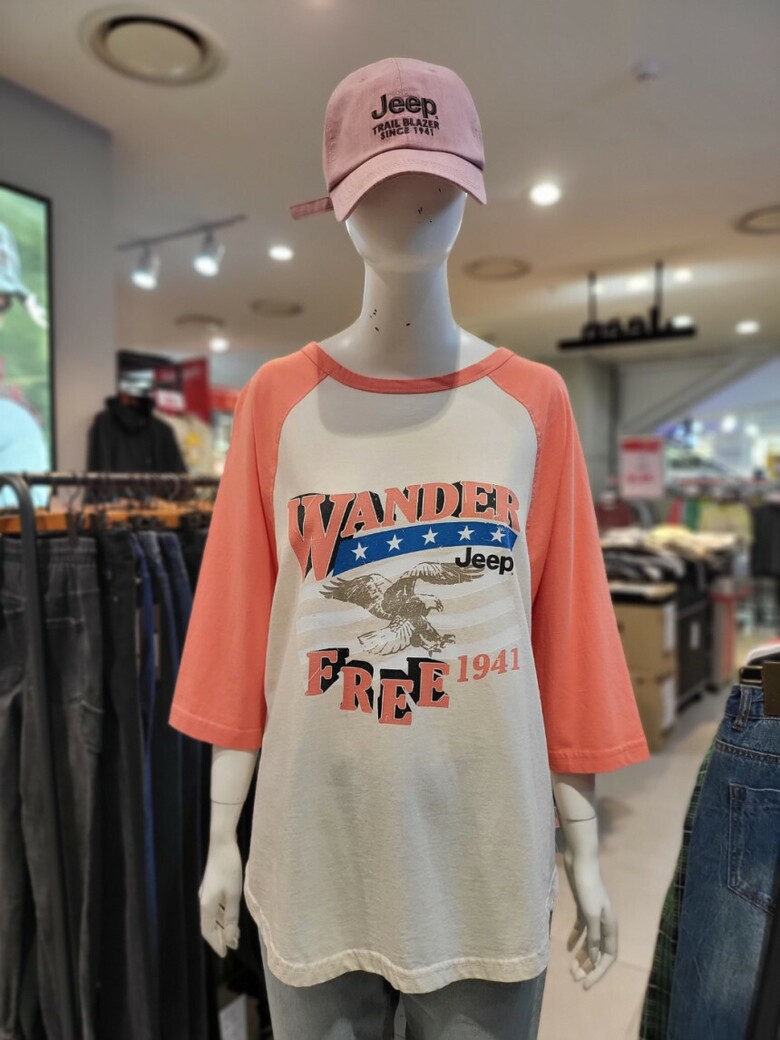 Jeep
TRAIL BLAZER
SINCE 1941
WANDER
Jeep
FREE 1941